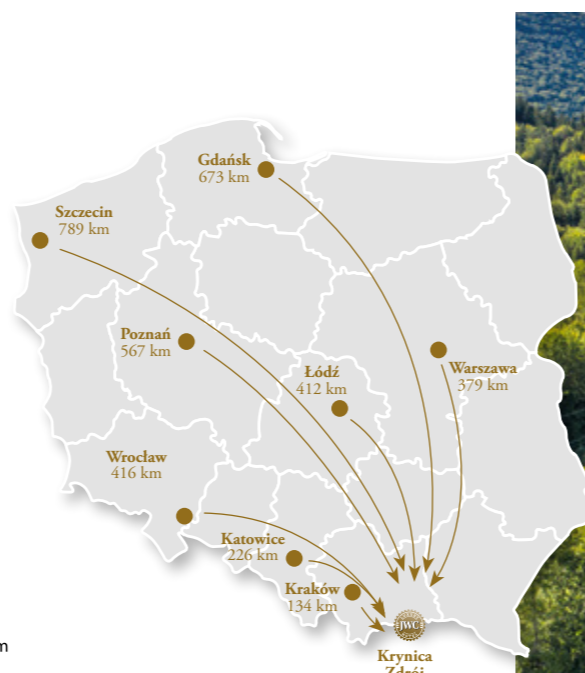 Gdańsk
673 km
Szczecin
789 km
Poznań
567 km
Łódź
412 km
Warszawa
379 km
Wrocław
416 km
Katowice
226 km
Kraków
134 km
JWC
m
Krynica
Zdrój